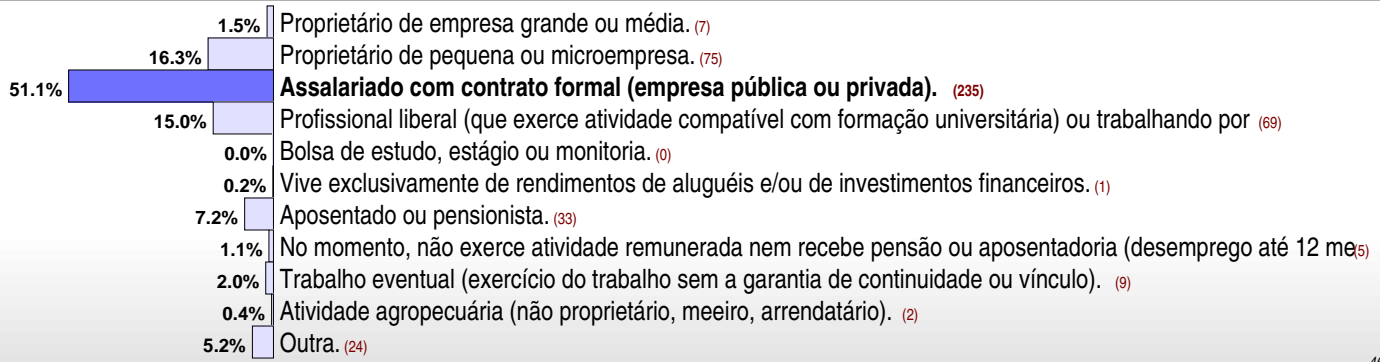 1.5% Proprietário de empresa grande ou média. (7)
16.3% Proprietário de pequena ou microempresa. (75)
51.1% Assalariado com contrato formal (empresa pública ou privada). (235)
15.0% Profissional liberal (que exerce atividade compatível com formação universitária) ou trabalhando por (69)
0.0% Bolsa de estudo, estágio ou monitoria. (0)
0.2% Vive exclusivamente de rendimentos de aluguéis e/ou de investimentos financeiros. (1)
7.2% Aposentado ou pensionista. (33)
1.1% No momento, não exerce atividade remunerada nem recebe pensão ou aposentadoria (desemprego até 12 me(5)
2.0% Trabalho eventual (exercício do trabalho sem a garantia de continuidade ou vínculo). (9)
0.4% Atividade agropecuária (não proprietário, meeiro, arrendatário). (2)
5.2% Outra. (24)